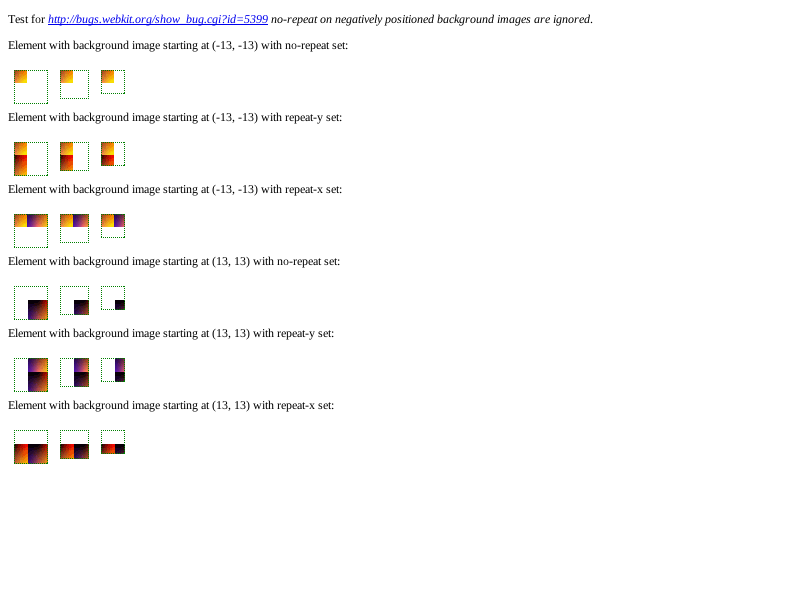 Test for http://bugs.webkit.org/show_bug.cgi?id=5399 no-repeat on negatively positioned background images are ignored.
Element with background image starting at (-13, -13) with no-repeat set:
Element with background image starting at (-13, -13) with repeat-y set:
Element with background image starting at (-13, -13) with repeat-x set:
Element with background image starting at (13, 13) with no-repeat set:
Element with background image starting at (13, 13) with repeat-y set:
Element with background image starting at (13, 13) with repeat-x set: